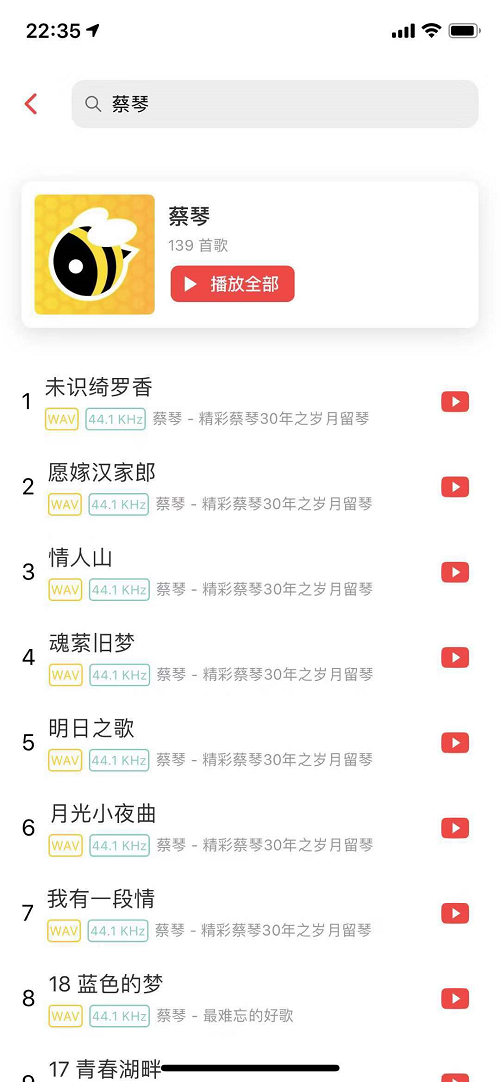 22:35
蔡琴
蔡琴
139 首歌
播放全部
1
未识绮罗香
WAV 44.1 KHz 蔡琴 - 精彩蔡琴30年之岁月留琴
2
愿嫁汉家郎
WAV 44.1 KHz 蔡琴 - 精彩蔡琴30年之岁月留琴
3
情人山
WAV 44.1 KHz 蔡琴 - 精彩蔡琴30年之岁月留琴
4
魂萦旧梦
WAV 44.1 KHz 蔡琴 - 精彩蔡琴30年之岁月留琴
5
明日之歌
WAV 44.1 KHz 蔡琴 - 精彩蔡琴30年之岁月留琴
6
月光小夜曲
WAV 44.1 KHz 蔡琴 - 精彩蔡琴30年之岁月留琴
7
我有一段情
WAV 44.1 KHz 蔡琴 - 精彩蔡琴30年之岁月留琴
8
18 蓝色的梦
WAV 44.1 KHz 蔡琴 - 最难忘的好歌
9
17 青春湖畔